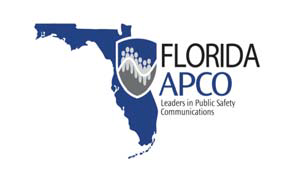 FLORIDA
APCO
Leaders in Public Safety
Communications